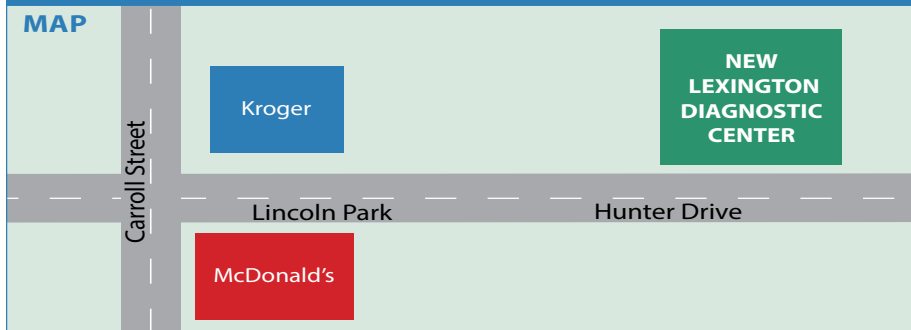 MAP
Carroll Street
Kroger
NEW
LEXINGTON
DIAGNOSTIC
CENTER
Lincoln Park
Hunter Drive
McDonald's